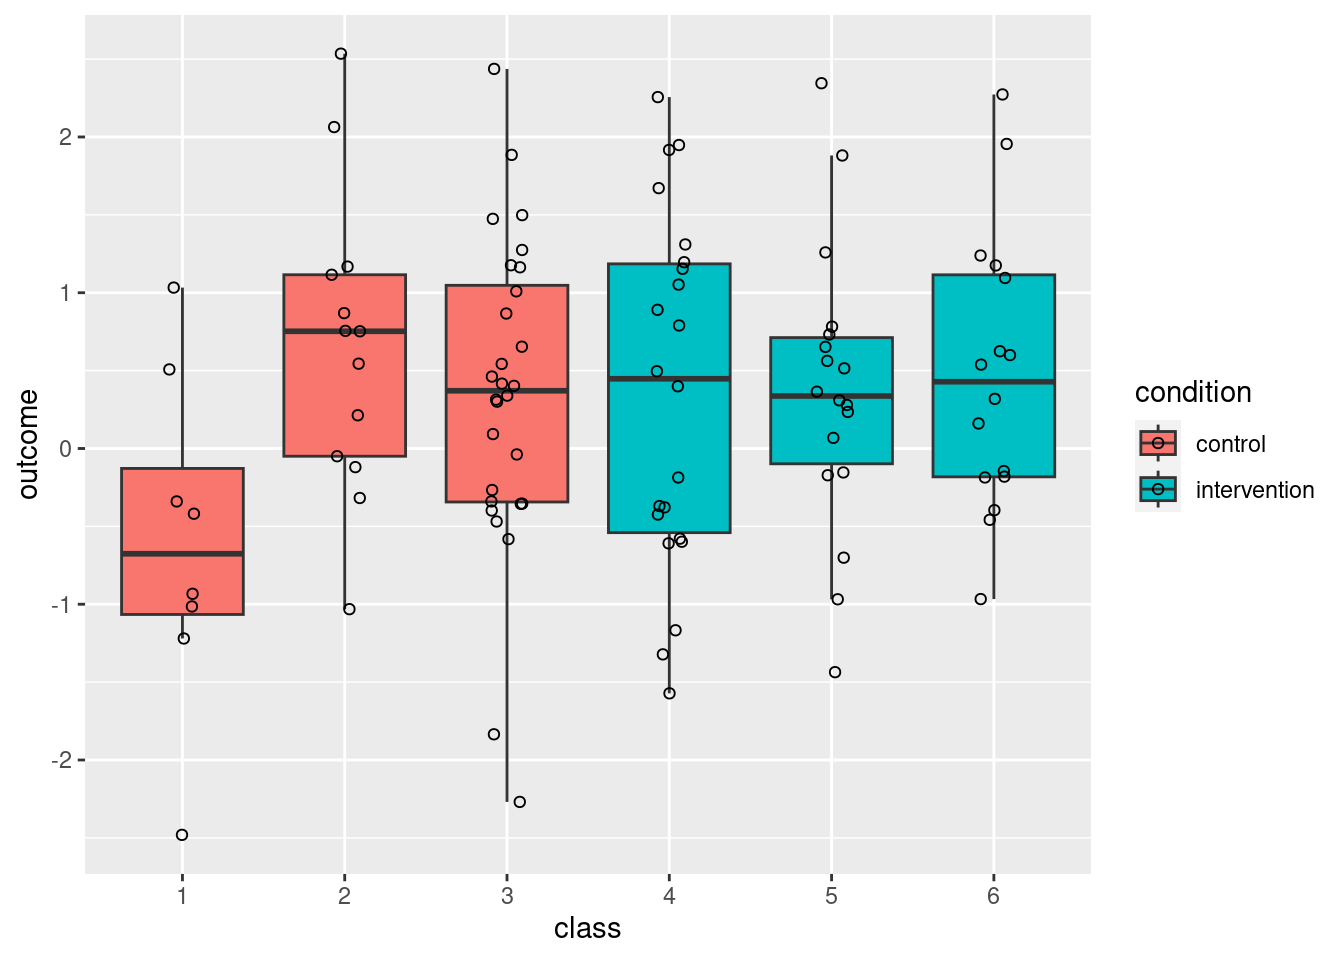 2
1
0
-1
-2
outcome
1 2 3 4 5 6
class
condition
control
intervention